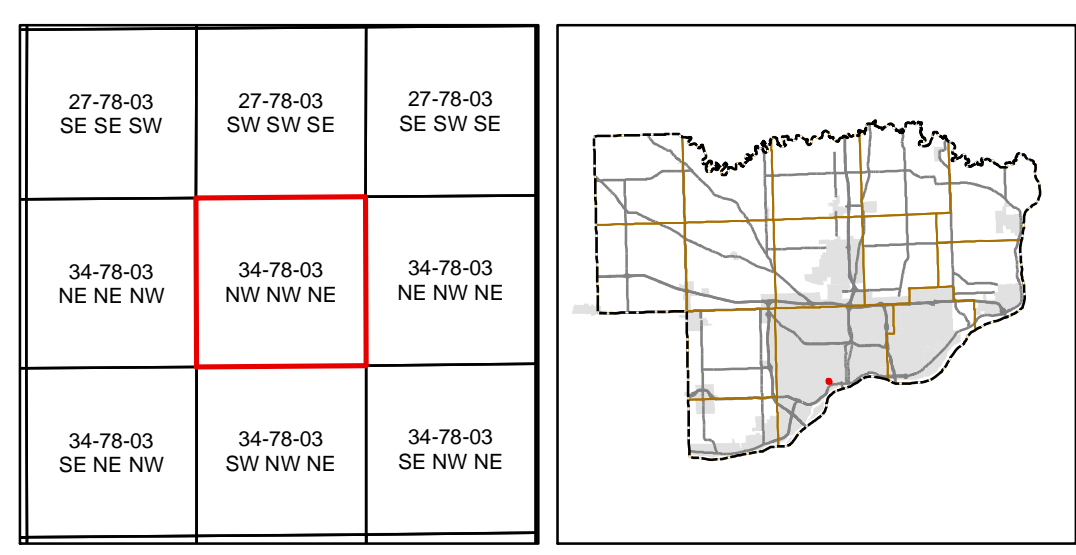 27-78-03
SE SE SW
27-78-03
SW SW SE
27-78-03
SE SW SE
34-78-03
NE NE NW
34-78-03
NW NW NE
34-78-03
NE NW NE
34-78-03
SE NE NW
34-78-03
SW NW NE
34-78-03
SE NW NE